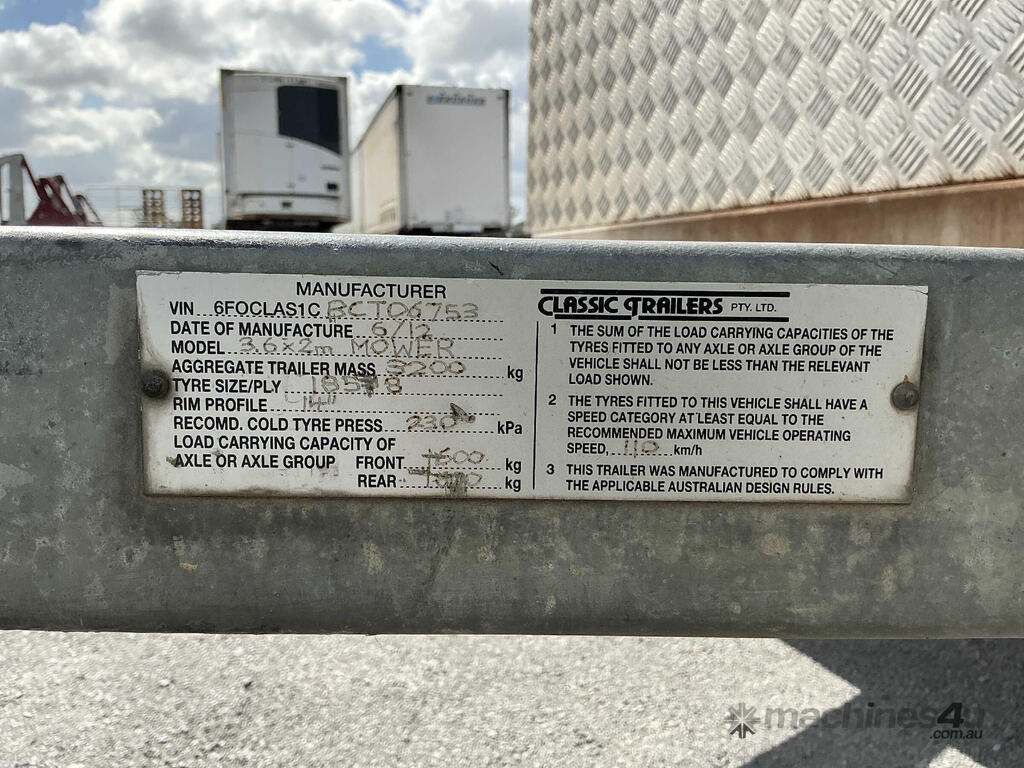 MANUFACTURER
VIN 6FOCLAS1C BCT06753
DATE OF MANUFACTURE 6/12
MODEL 3.6x2m MOWER
AGGREGATE TRAILER MASS 3200 kg
TYRE SIZE/PLY
RIM PROFILE 14"
RECOMD. COLD TYRE PRESS 230 kPa
LOAD CARRYING CAPACITY OF
AXLE OR AXLE GROUP FRONT 1600 kg
REAR kg
CLASSIC TRAILERS PTY. LTD.
1 THE SUM OF THE LOAD CARRYING CAPACITIES OF THE
TYRES FITTED TO ANY AXLE OR AXLE GROUP OF THE
VEHICLE SHALL NOT BE LESS THAN THE RELEVANT
LOAD SHOWN.
2 THE TYRES FITTED TO THIS VEHICLE SHALL HAVE A
SPEED CATEGORY AT LEAST EQUAL TO THE
RECOMMENDED MAXIMUM VEHICLE OPERATING
SPEED, 110 km/h
3 THIS TRAILER WAS MANUFACTURED TO COMPLY WITH
THE APPLICABLE AUSTRALIAN DESIGN RULES.
machines4u
.com.au